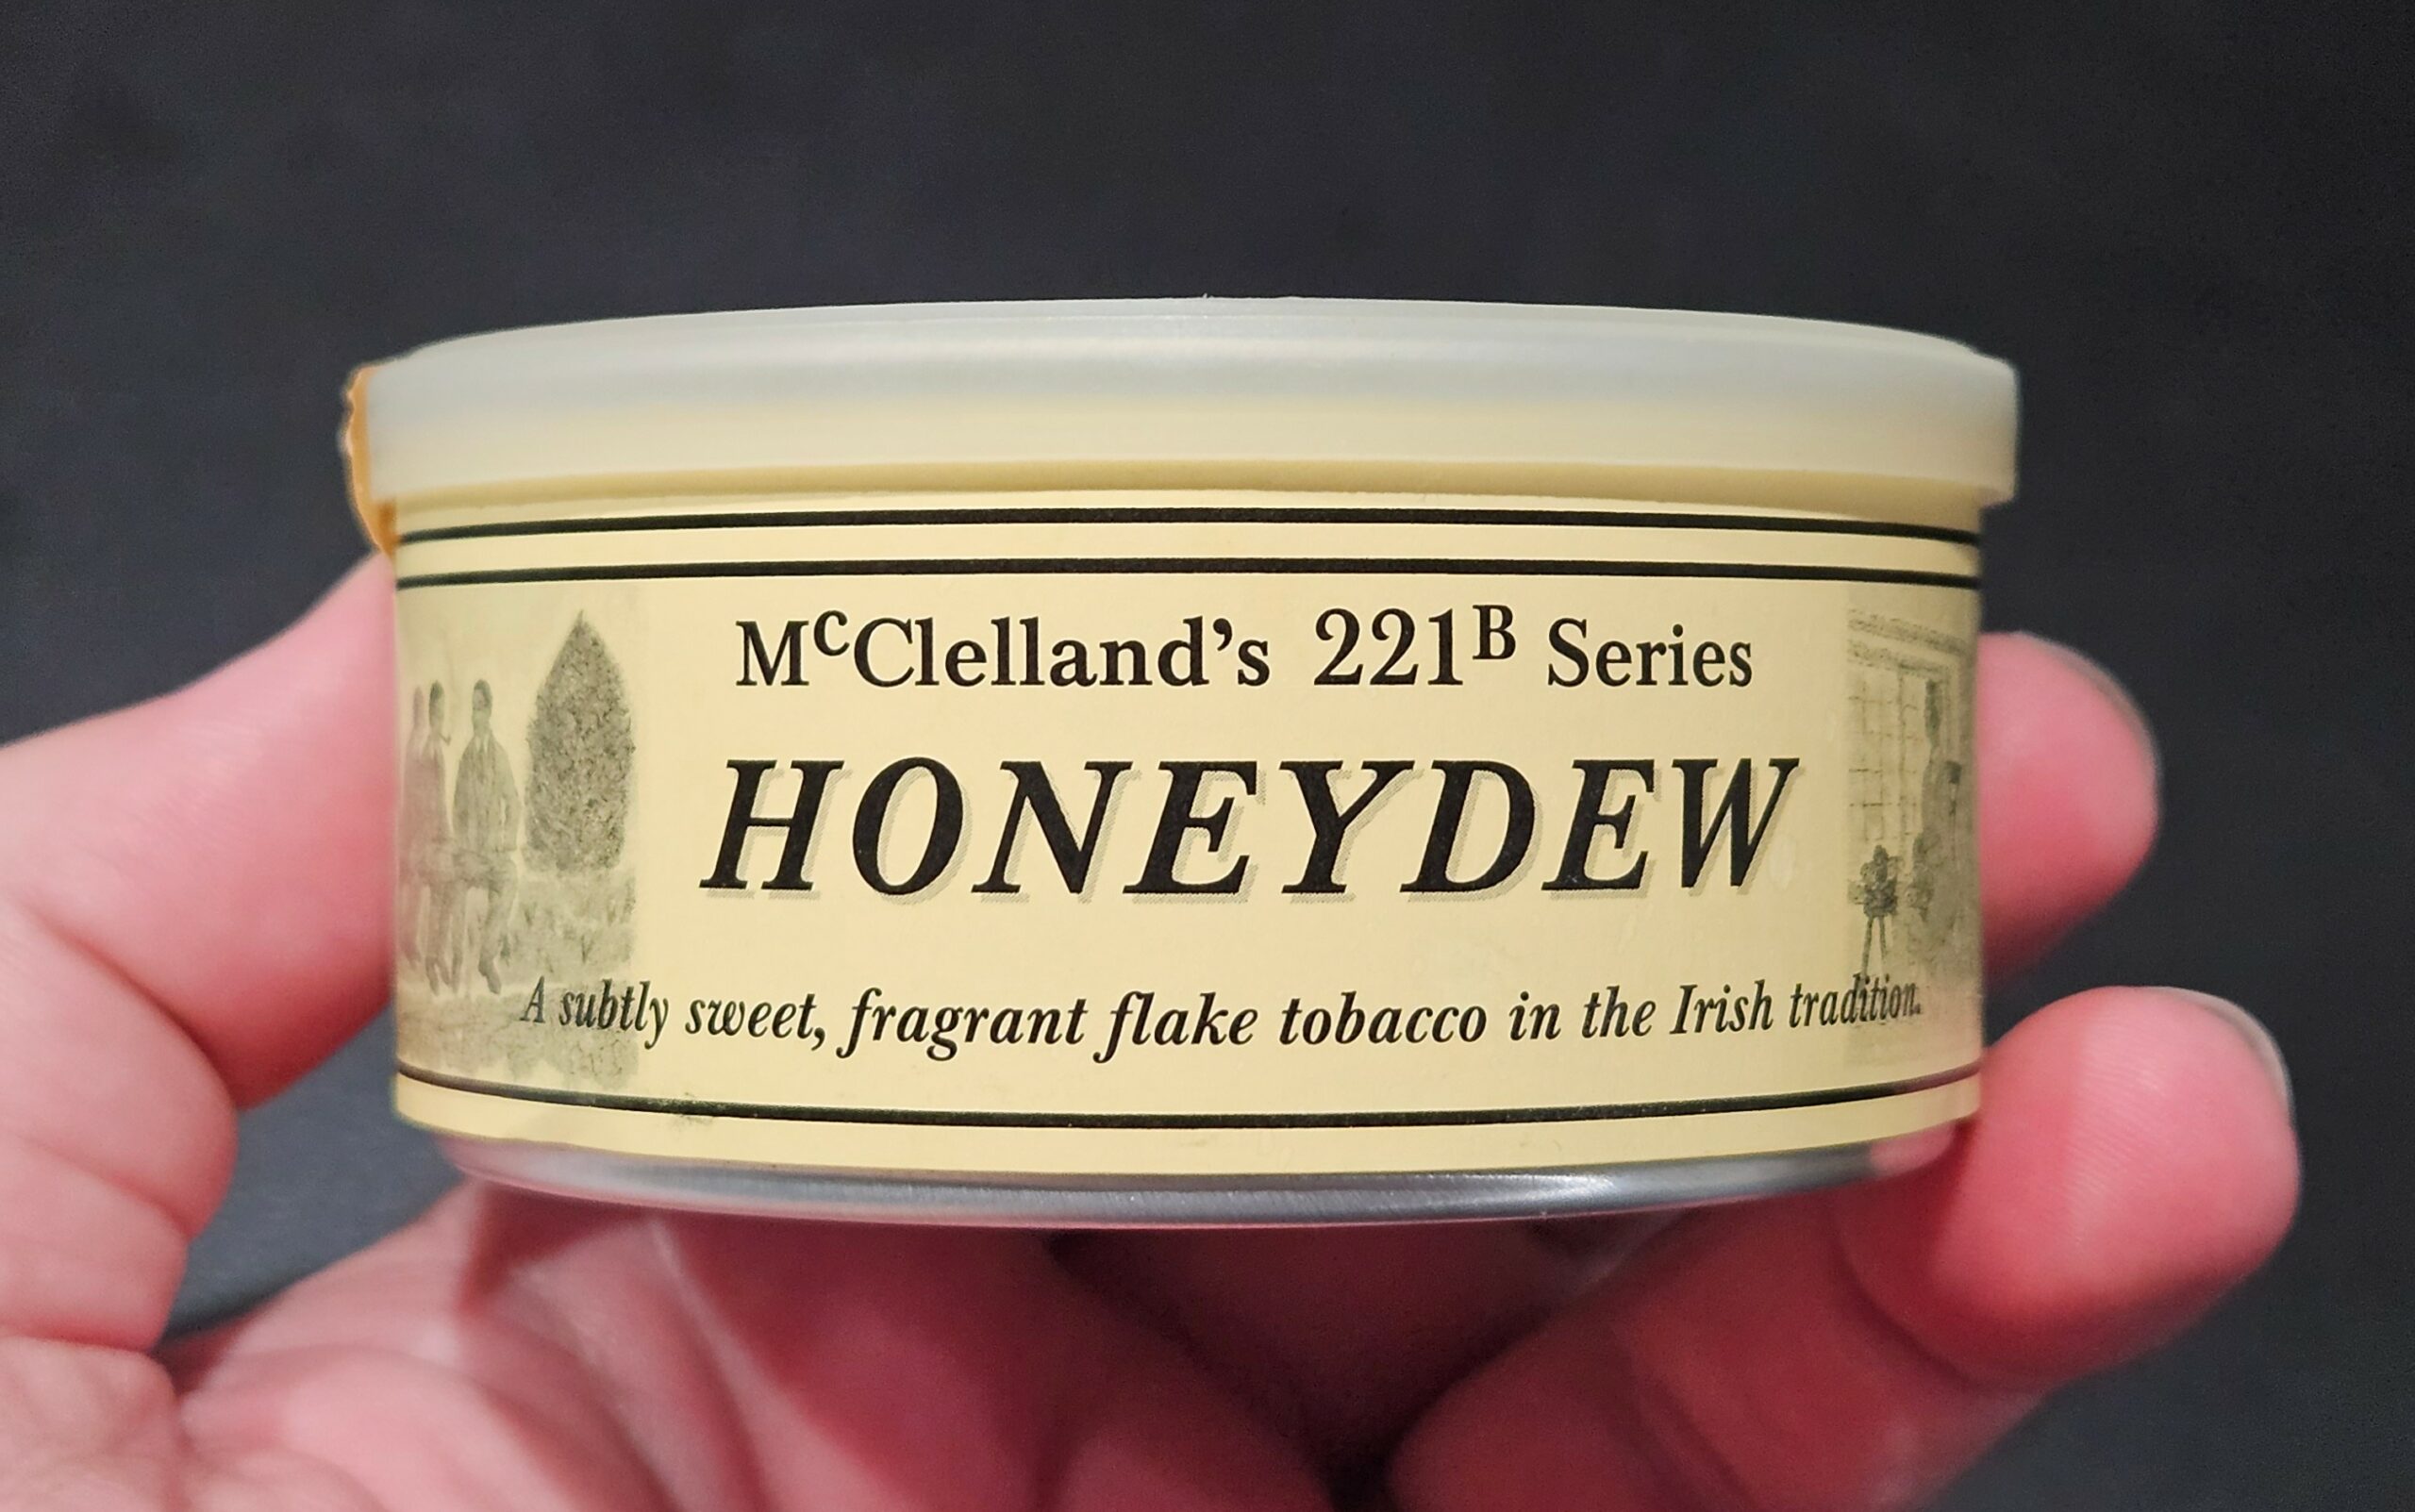 McClelland's 221B Series
HONEYDEW
A subtly sweet, fragrant flake tobacco in the Irish tradition.